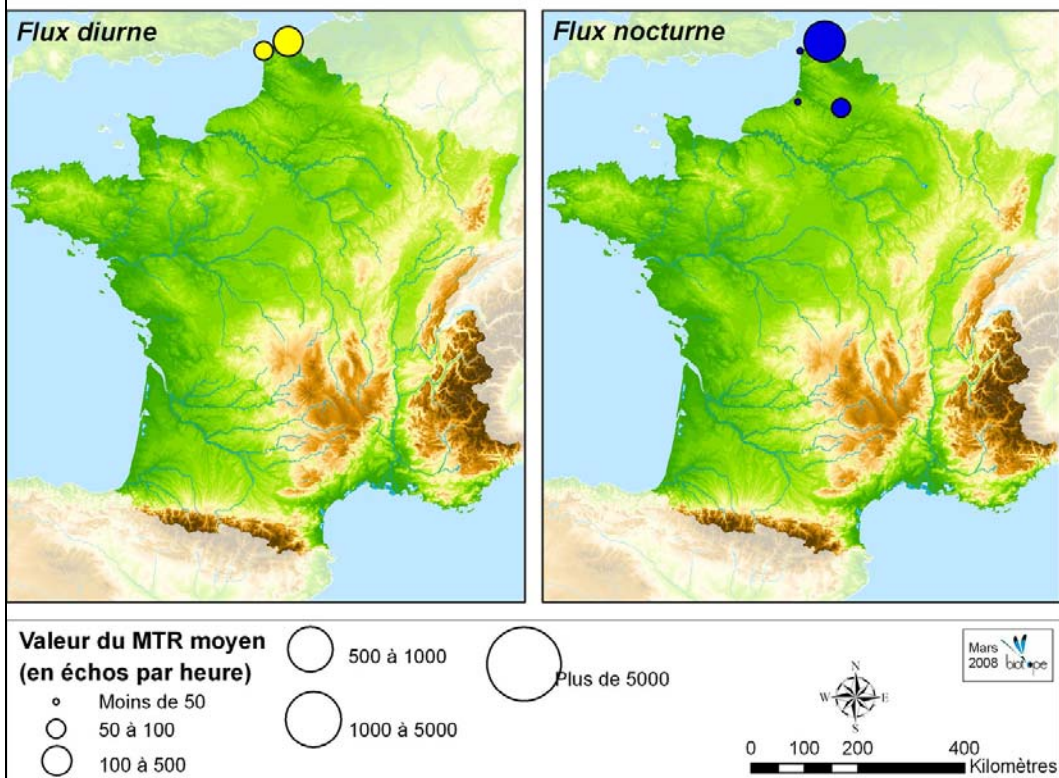 Flux diurne
Flux nocturne
Valeur du MTR moyen
(en échos par heure)
Moins de 50
50 à 100
100 à 500
500 à 1000
1000 à 5000
Plus de 5000
Mars
2008 biotope
N
W E
S
0 100 200 400
Kilomètres